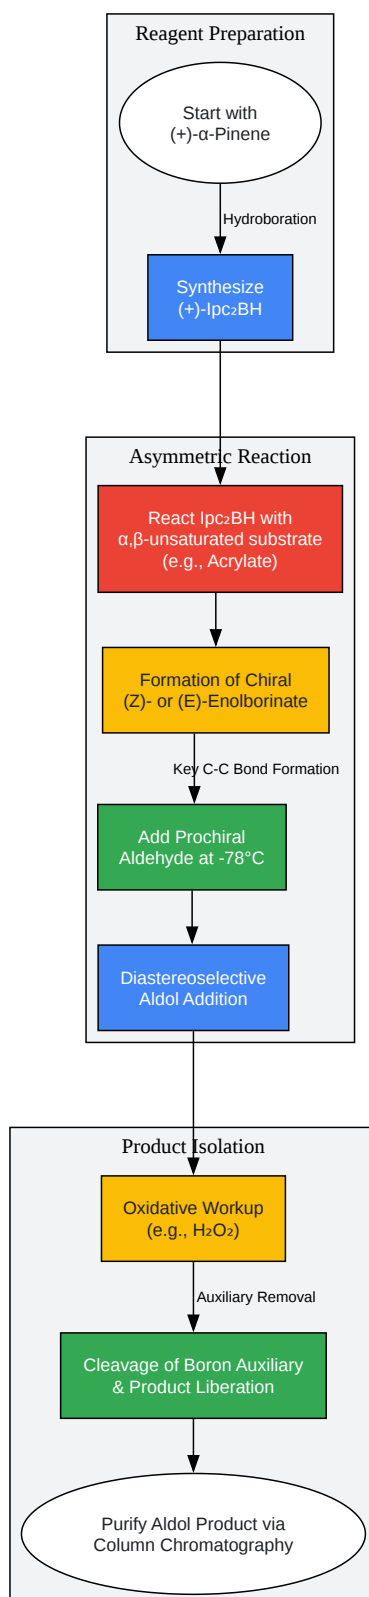 Reagent Preparation
Start with
(+)-α-Pinene
Hydroboration
Synthesize
(+)-Ipc₂BH
Asymmetric Reaction
React Ipc₂BH with
α,β-unsaturated substrate
(e.g., Acrylate)
Formation of Chiral
(Z)- or (E)-Enolborinate
Key C-C Bond Formation
Add Prochiral
Aldehyde at -78°C
Diastereoselective
Aldol Addition
Product Isolation
Oxidative Workup
(e.g., H₂O₂)
Auxiliary Removal
Cleavage of Boron Auxiliary
& Product Liberation
Purify Aldol Product via
Column Chromatography